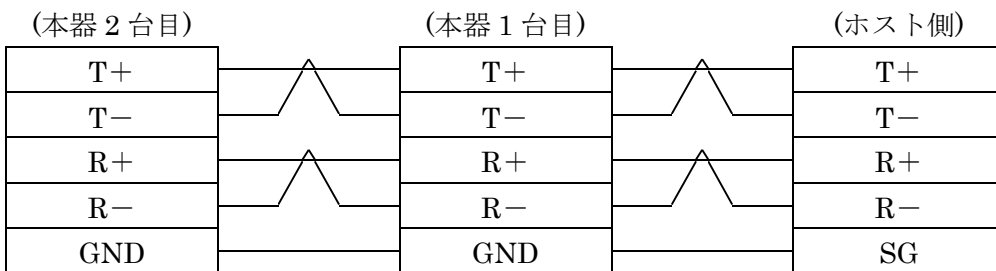 (本器 2 台目) (本器 1 台目) (ホスト側)
T+ T+ T+
T− T− T−
R+ R+ R+
R− R− R−
GND GND SG